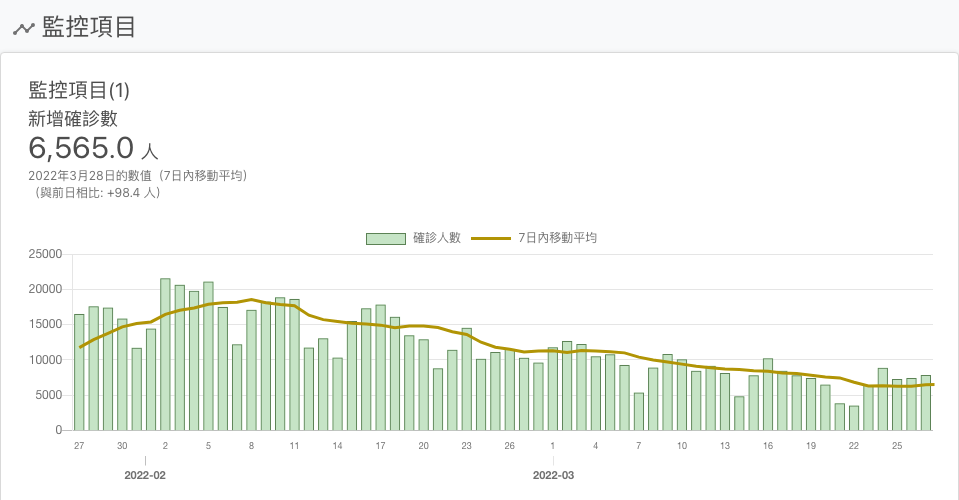 監控項目
監控項目(1)
新增確診數
6,565.0 人
2022年3月28日的數值（7日內移動平均）
（與前日相比: +98.4 人）
確診人數 7日內移動平均
25000
20000
15000
10000
5000
0
27 30 2 5 8 11 14 17 20 23 26 1 4 7 10 13 16 19 22 25
2022-02 2022-03